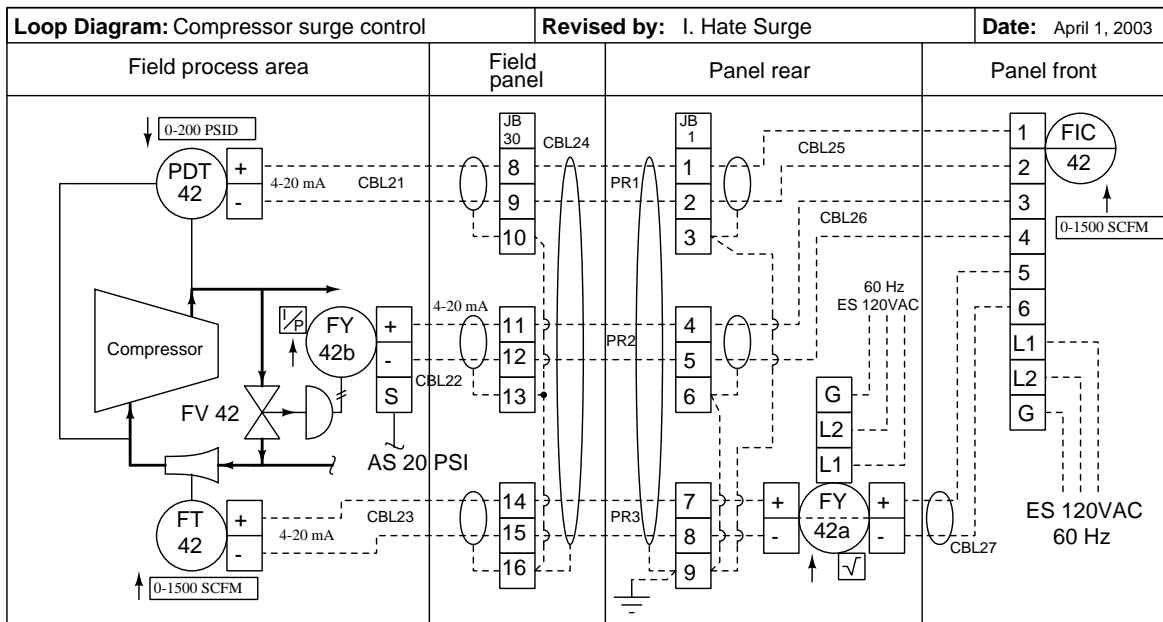 Loop Diagram: Compressor surge control
Revised by: I. Hate Surge
Date: April 1, 2003
Field process area
Field
panel
Panel rear
Panel front
0-200 PSID
PDT
42
+
-
4-20 mA
CBL21
JB
30
8
9
10
CBL24
PR1
JB
1
1
2
3
CBL25
CBL26
1
2
3
4
5
6
L1
L2
G
FIC
42
0-1500 SCFM
Compressor
I/P
FY
42b
+
-
S
4-20 mA
CBL22
11
12
13
PR2
4
5
6
60 Hz
ES 120VAC
G
L2
L1
FV 42
AS 20 PSI
FT
42
+
-
4-20 mA
CBL23
0-1500 SCFM
14
15
16
PR3
7
8
9
+
-
FY
42a
+
-
√
CBL27
ES 120VAC
60 Hz